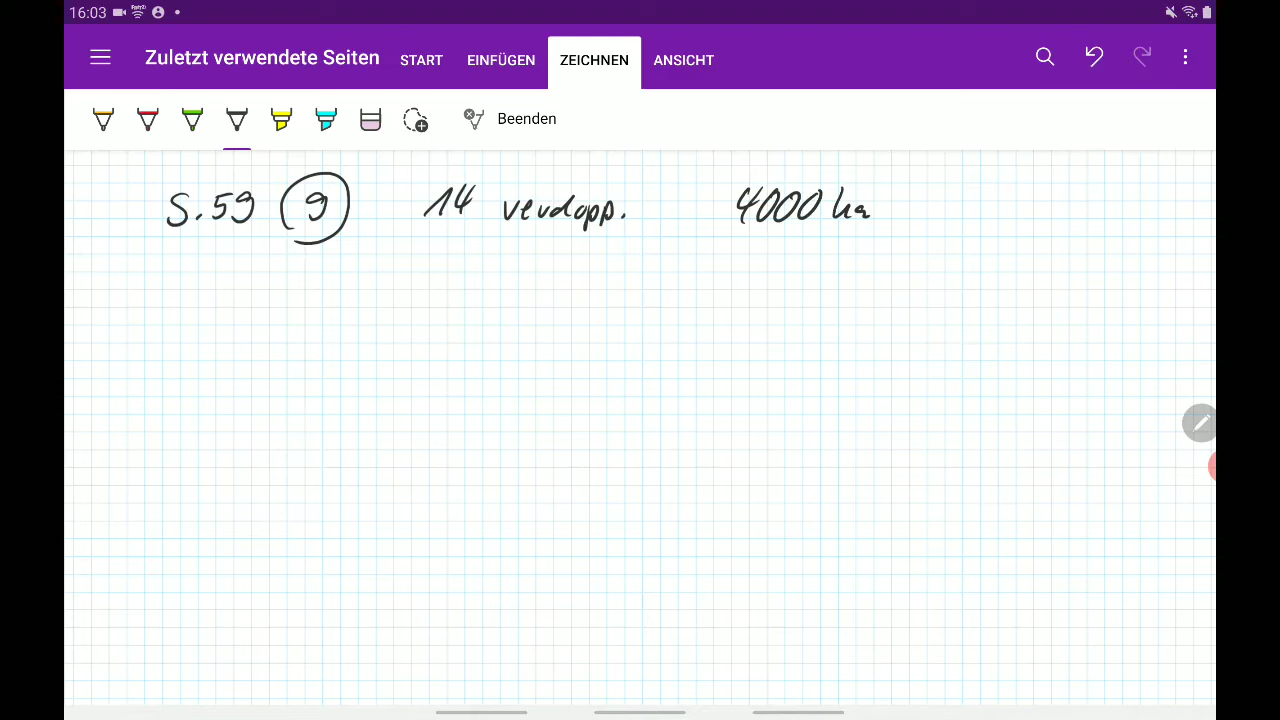 16:03
Zuletzt verwendete Seiten START EINFÜGEN ZEICHNEN ANSICHT
Beenden
S. 59 9 14 verdopp. 4000 ha